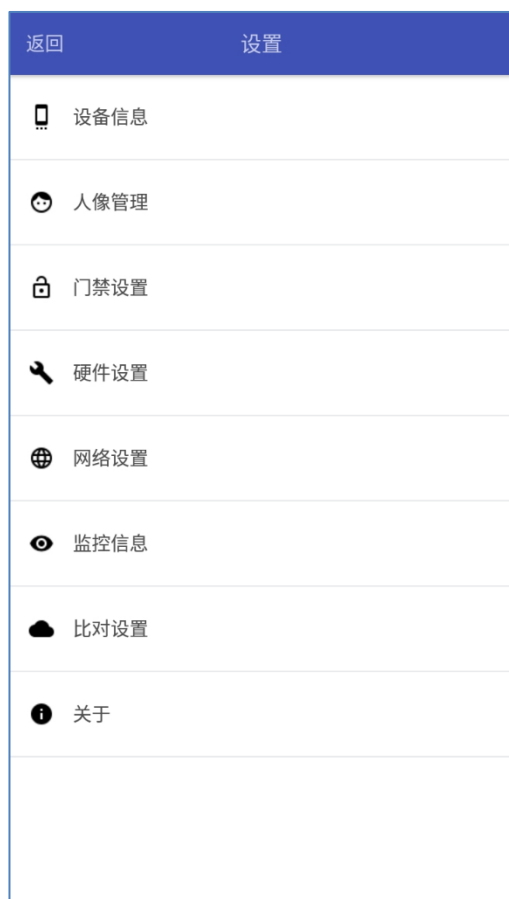 返回
设置
设备信息
人像管理
门禁设置
硬件设置
网络设置
监控信息
比对设置
关于